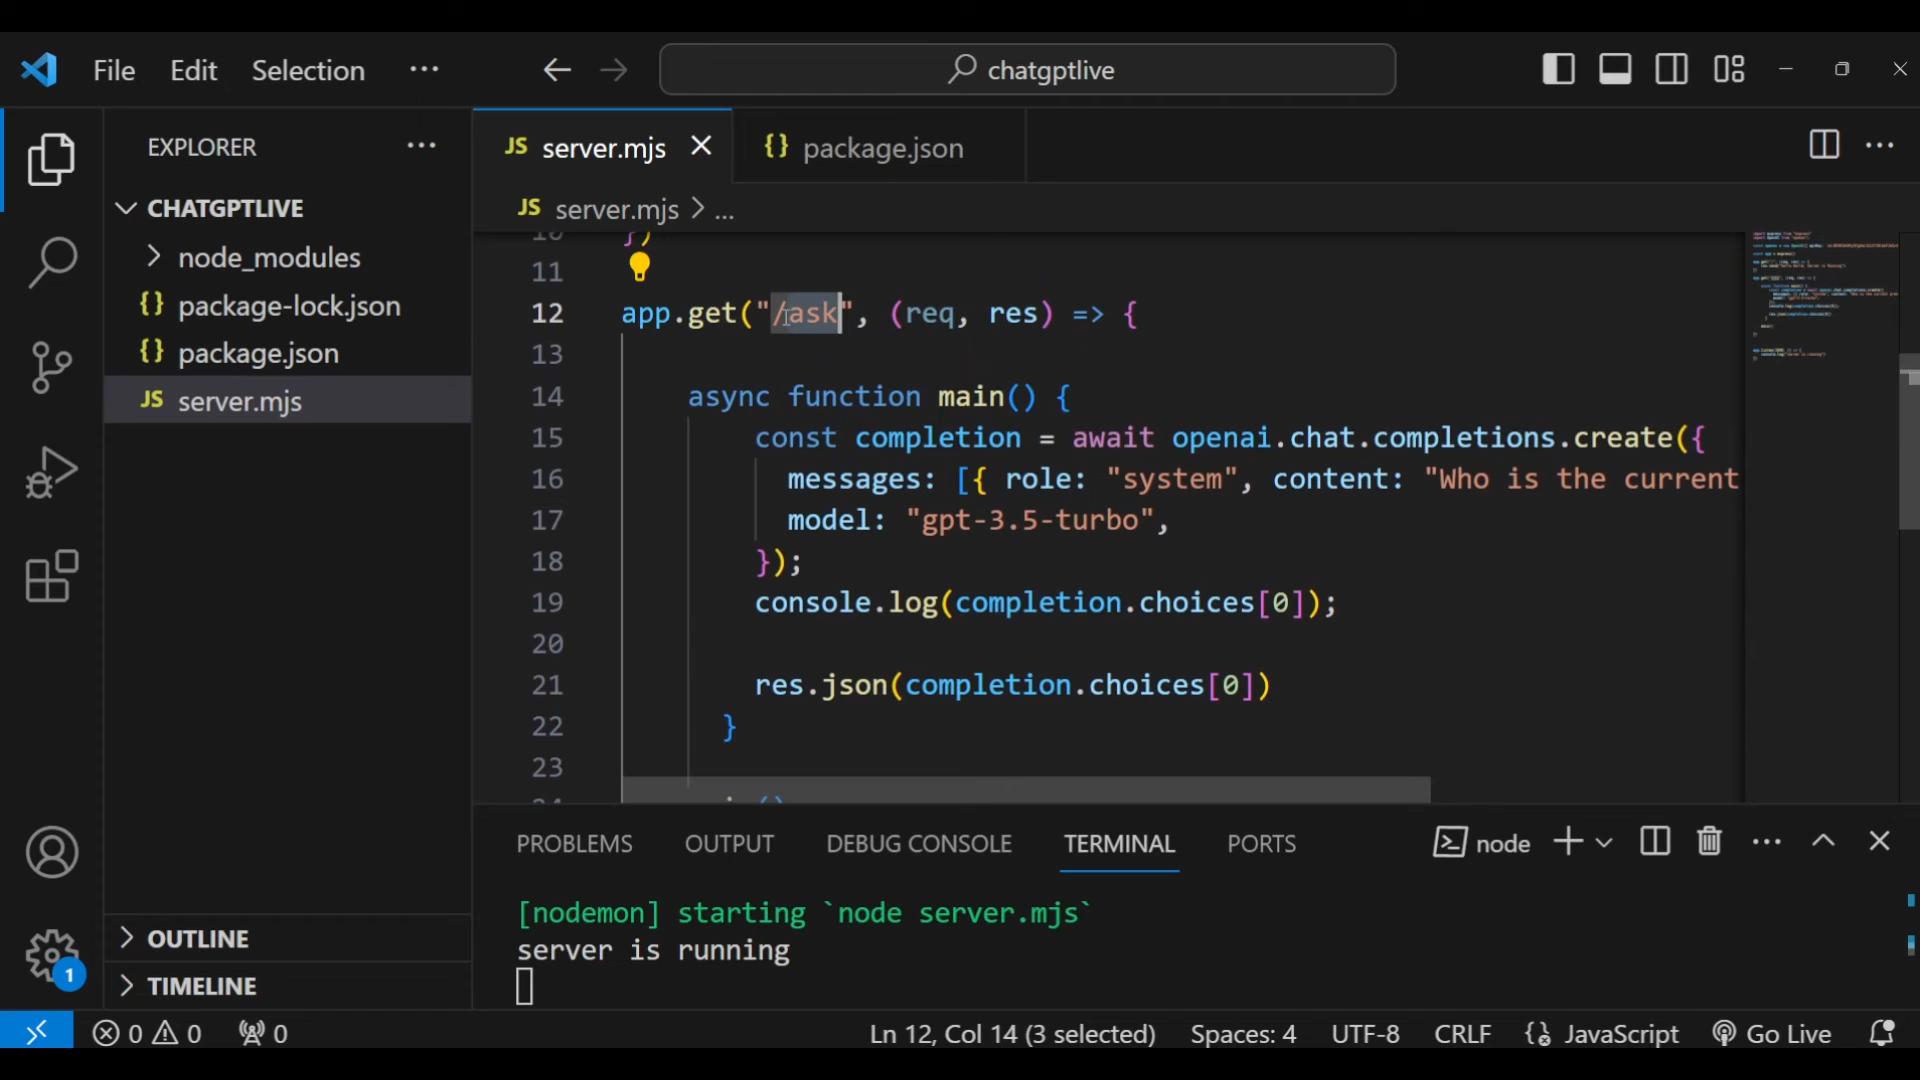 File Edit Selection ··· chatgptlive
EXPLORER ···
CHATGPTLIVE
node_modules
{} package-lock.json
{} package.json
JS server.mjs
OUTLINE
TIMELINE
1
JS server.mjs {} package.json ···
JS server.mjs > ...
10 })
11
12 app.get("/ask", (req, res) => {
13
14 async function main() {
15 const completion = await openai.chat.completions.create({
16 messages: [{ role: "system", content: "Who is the current
17 model: "gpt-3.5-turbo",
18 });
19 console.log(completion.choices[0]);
20
21 res.json(completion.choices[0])
22 }
23
PROBLEMS OUTPUT DEBUG CONSOLE TERMINAL PORTS node ···
[nodemon] starting `node server.mjs`
server is running
0 0 0 Ln 12, Col 14 (3 selected) Spaces: 4 UTF-8 CRLF {} JavaScript Go Live